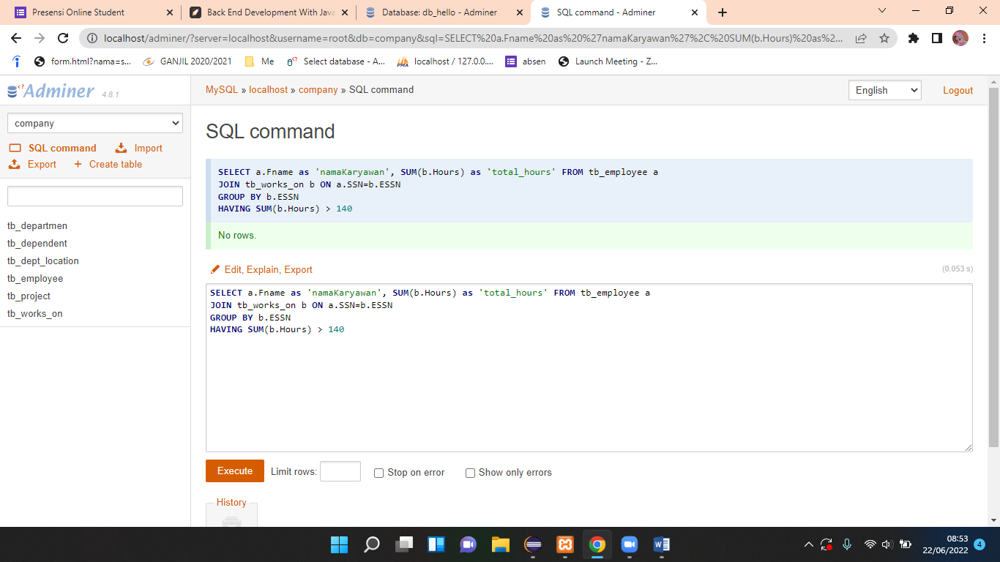 Presensi Online Student
Back End Development With Java
Database: db_hello - Adminer
SQL command - Adminer
localhost/adminer/?server=localhost&username=root&db=company&sql=SELECT%20a.Fname%20as%20%27namaKaryawan%27%2C%20SUM(b.Hours)%20as%2...
form.html?nama=s...
GANJIL 2020/2021
Me
Select database - A...
localhost / 127.0.0....
absen
Launch Meeting - Z...
Adminer 4.8.1
MySQL » localhost » company » SQL command
English
Logout
company
SQL command
Import
Export
+ Create table
tb_departmen
tb_dependent
tb_dept_location
tb_employee
tb_project
tb_works_on
SQL command
SELECT a.Fname as 'namaKaryawan', SUM(b.Hours) as 'total_hours' FROM tb_employee a
JOIN tb_works_on b ON a.SSN=b.ESSN
GROUP BY b.ESSN
HAVING SUM(b.Hours) > 140
No rows.
Edit, Explain, Export
(0.053 s)
SELECT a.Fname as 'namaKaryawan', SUM(b.Hours) as 'total_hours' FROM tb_employee a
JOIN tb_works_on b ON a.SSN=b.ESSN
GROUP BY b.ESSN
HAVING SUM(b.Hours) > 140
Execute
Limit rows:
Stop on error
Show only errors
History
08:53
22/06/2022
4